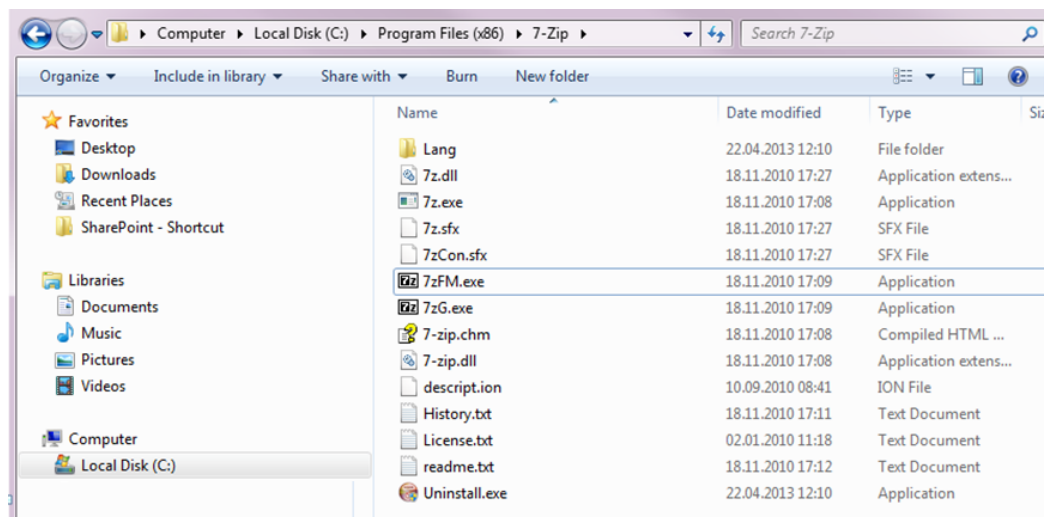 Computer Local Disk (C:) Program Files (x86) 7-Zip Search 7-Zip
Organize Include in library Share with Burn New folder
Favorites
Desktop
Downloads
Recent Places
SharePoint - Shortcut
Libraries
Documents
Music
Pictures
Videos
Computer
Local Disk (C:)
Name Date modified Type Siz
Lang 22.04.2013 12:10 File folder
7z.dll 18.11.2010 17:27 Application extens...
7z.exe 18.11.2010 17:08 Application
7z.sfx 18.11.2010 17:27 SFX File
7zCon.sfx 18.11.2010 17:27 SFX File
7zFM.exe 18.11.2010 17:09 Application
7zG.exe 18.11.2010 17:09 Application
7-zip.chm 18.11.2010 17:08 Compiled HTML ...
7-zip.dll 18.11.2010 17:08 Application extens...
descript.ion 10.09.2010 08:41 ION File
History.txt 18.11.2010 17:11 Text Document
License.txt 02.01.2010 11:18 Text Document
readme.txt 18.11.2010 17:12 Text Document
Uninstall.exe 22.04.2013 12:10 Application